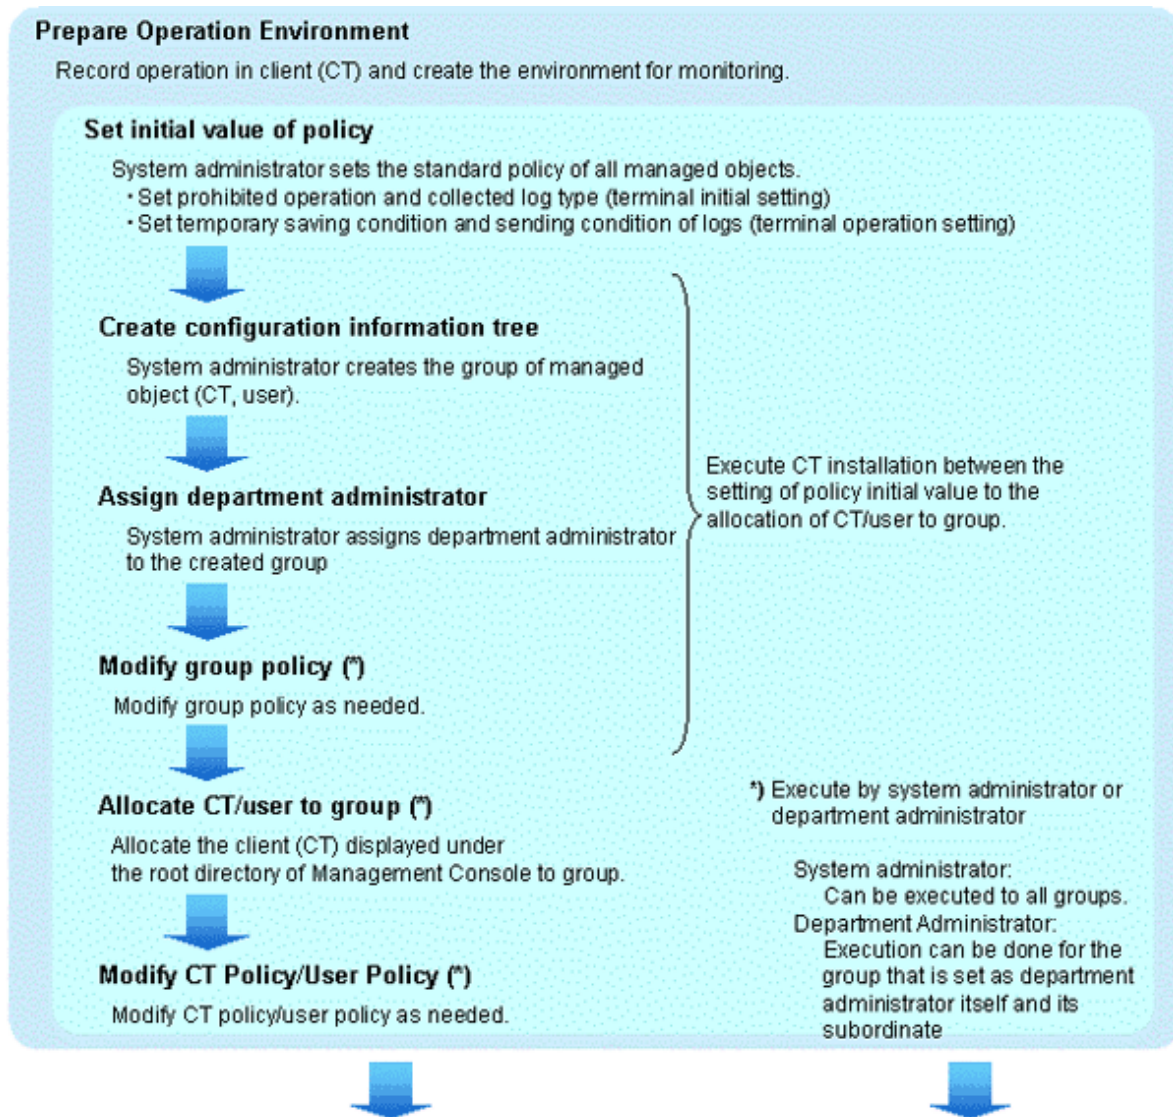 Prepare Operation Environment
Record operation in client (CT) and create the environment for monitoring.
Set initial value of policy
System administrator sets the standard policy of all managed objects.
・Set prohibited operation and collected log type (terminal initial setting)
・Set temporary saving condition and sending condition of logs (terminal operation setting)
Create configuration information tree
System administrator creates the group of managed
object (CT, user).
Assign department administrator
System administrator assigns department administrator
to the created group
Modify group policy (*)
Modify group policy as needed.
Execute CT installation between the
setting of policy initial value to the
allocation of CT/user to group.
Allocate CT/user to group (*)
Allocate the client (CT) displayed under
the root directory of Management Console to group.
Modify CT Policy/User Policy (*)
Modify CT policy/user policy as needed.
*) Execute by system administrator or
department administrator
System administrator:
Can be executed to all groups.
Department Administrator:
Execution can be done for the
group that is set as department
administrator itself and its
subordinate